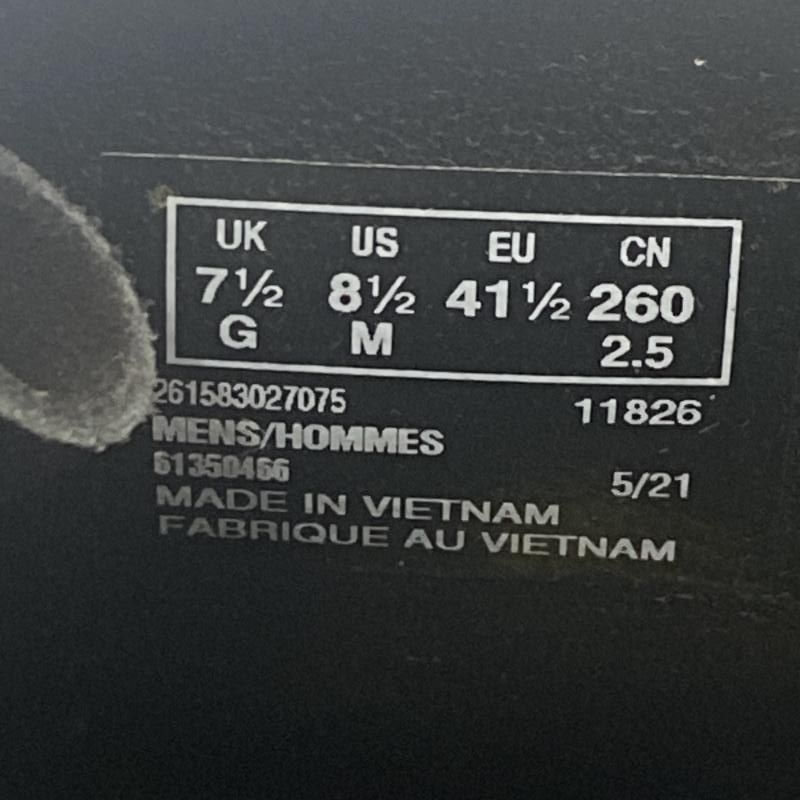 UK US EU CN
7½ 8½ 41½ 260
G M 2.5
261583027075 11826
MENS/HOMMES
61350466 5/21
MADE IN VIETNAM
FABRIQUE AU VIETNAM